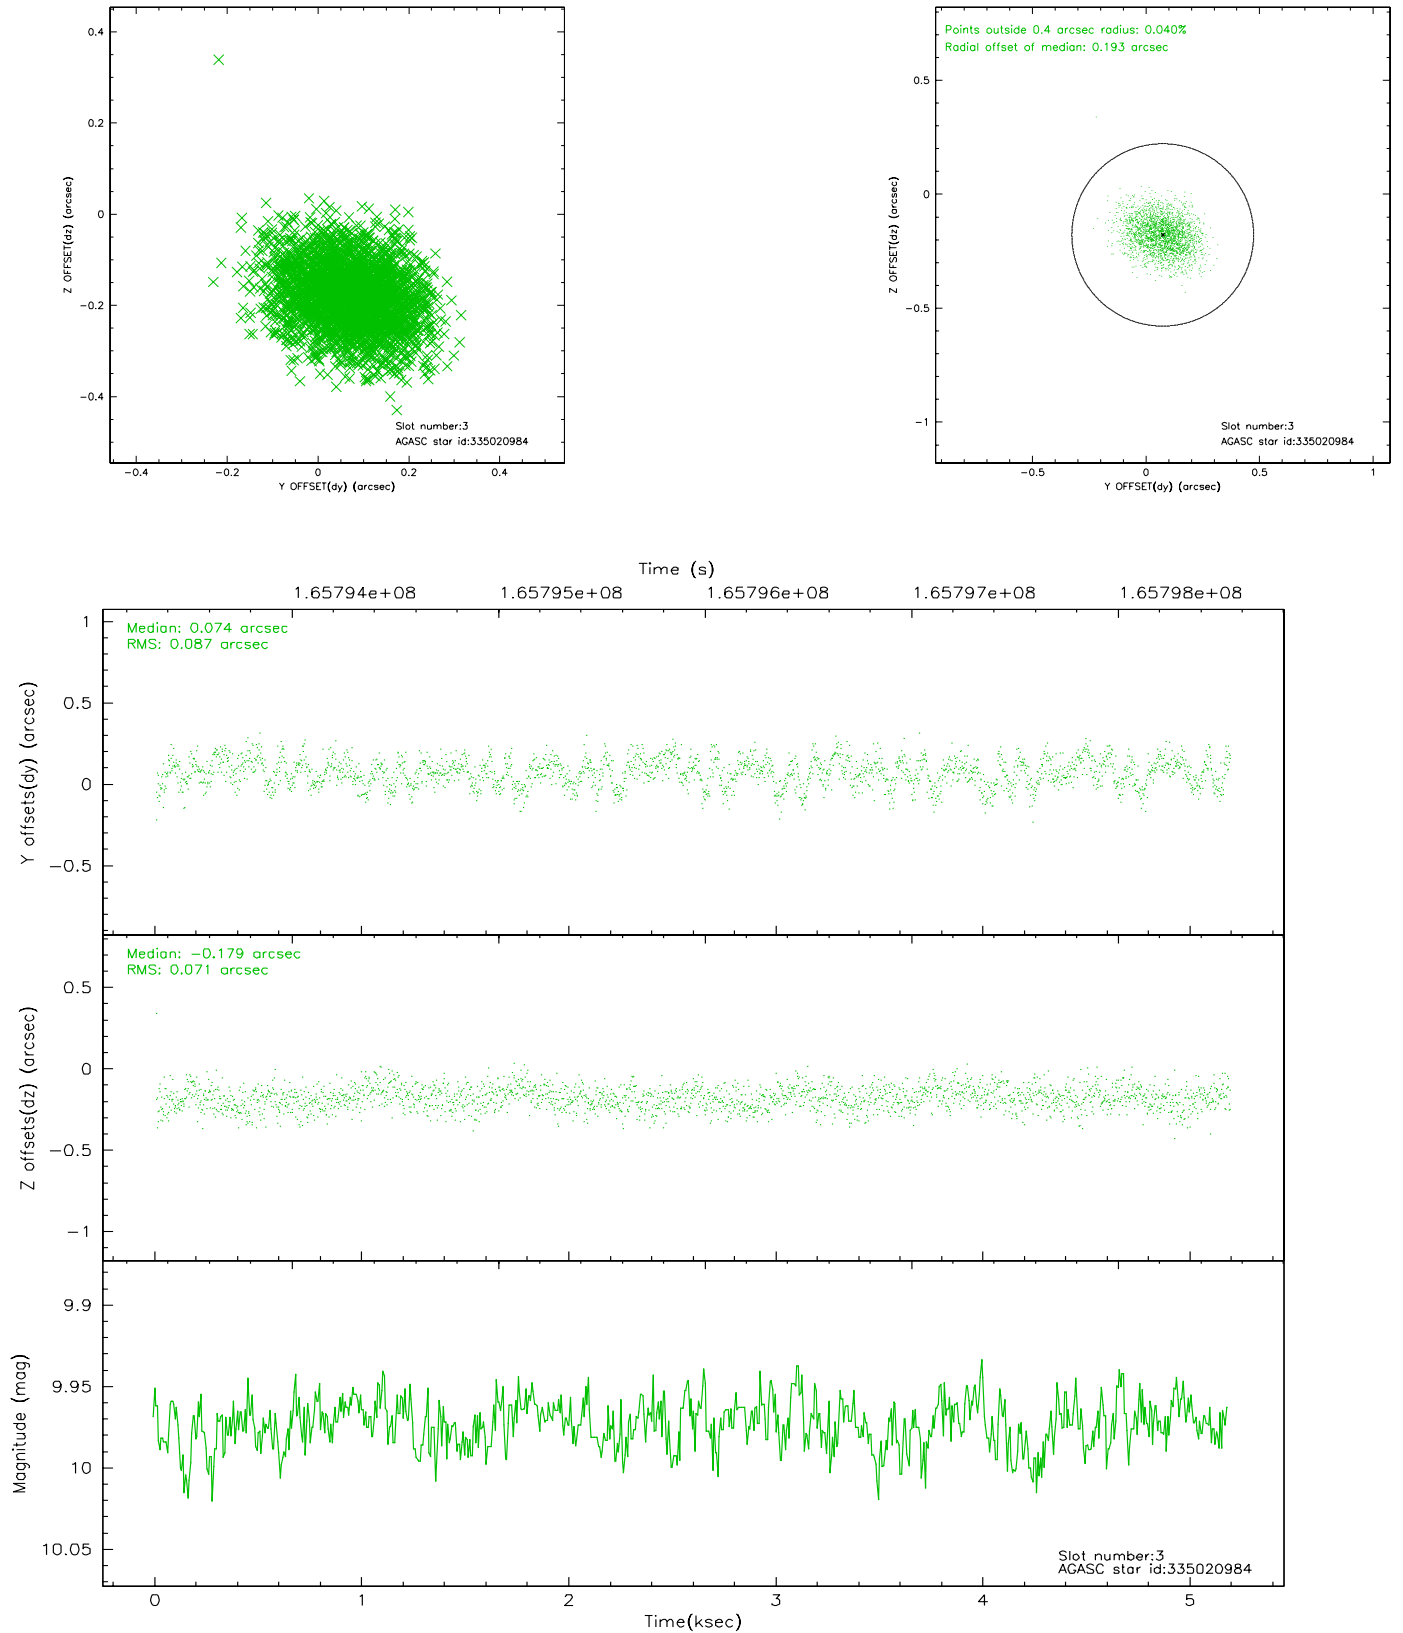 0.4
0.2
0
−0.2
−0.4
Z OFFSET(dz) (arcsec)
Slot number:3
AGASC star id:335020984
−0.4 −0.2 0 0.2 0.4
Y OFFSET(dy) (arcsec)
Points outside 0.4 arcsec radius: 0.040%
Radial offset of median: 0.193 arcsec
0.5
0
−0.5
−1
Z OFFSET(dz) (arcsec)
Slot number:3
AGASC star id:335020984
−0.5 0 0.5 1
Y OFFSET(dy) (arcsec)
Time (s)
1.65794e+08 1.65795e+08 1.65796e+08 1.65797e+08 1.65798e+08
Median: 0.074 arcsec
RMS: 0.087 arcsec
1
0.5
0
−0.5
Y offsets(dy) (arcsec)
Median: −0.179 arcsec
RMS: 0.071 arcsec
0.5
0
−0.5
−1
Z offsets(dz) (arcsec)
9.9
9.95
10
10.05
Magnitude (mag)
Slot number:3
AGASC star id:335020984
0 1 2 3 4 5
Time(ksec)